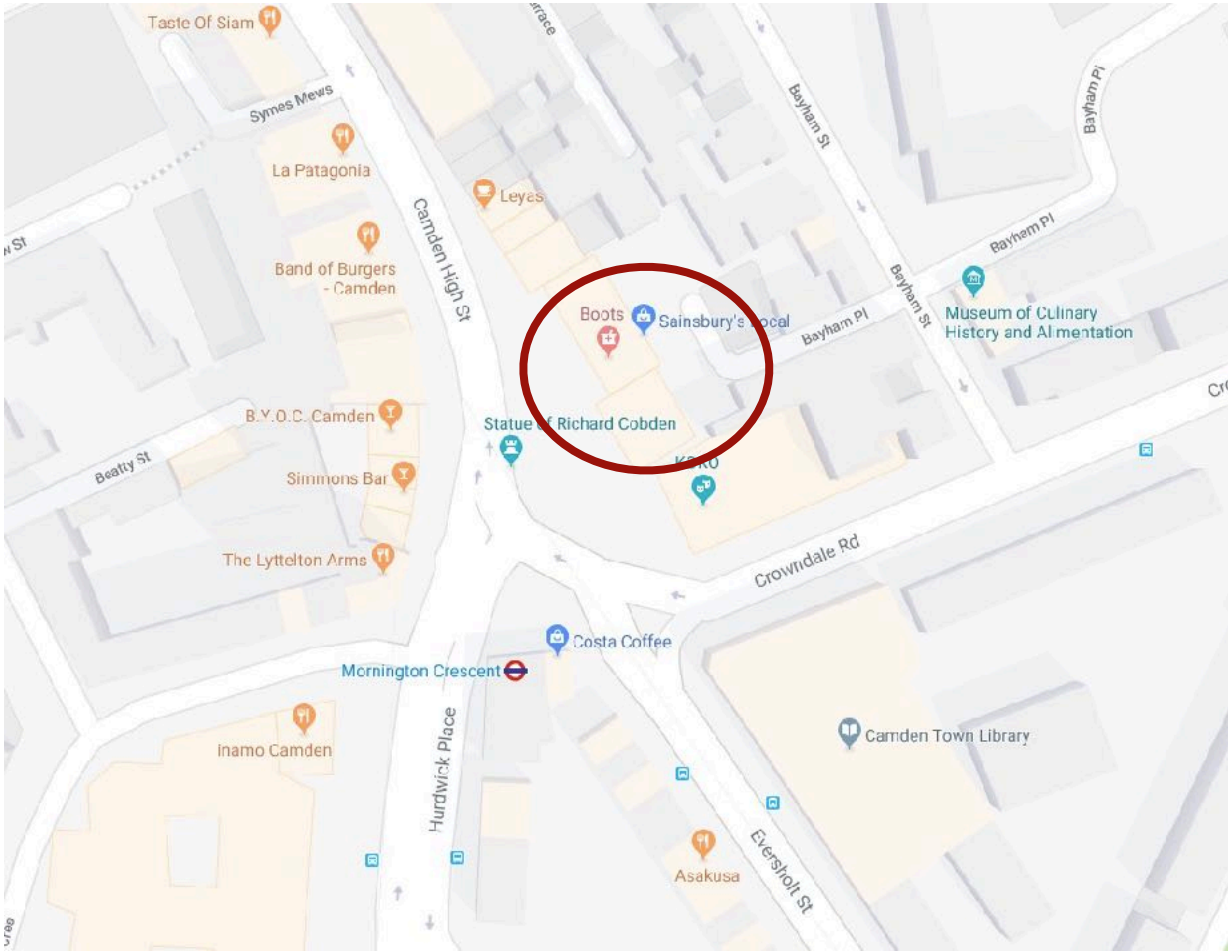 Taste Of Siam
Symes Mews
La Patagonia
Leyas
Bayham St
Bayham Pl
Camden High St
Band of Burgers
- Camden
Bayham Pl
Boots
Sainsbury's Local
Bayham Pl
Bayham St
Museum of Culinary
History and Alimentation
B.Y.O.C. Camden
Statue of Richard Cobden
Beatty St
Simmons Bar
KOKO
The Lyttelton Arms
Crowndale Rd
Costa Coffee
Mornington Crescent
Hurdwick Place
inamo Camden
Camden Town Library
Eversholt St
Asakusa